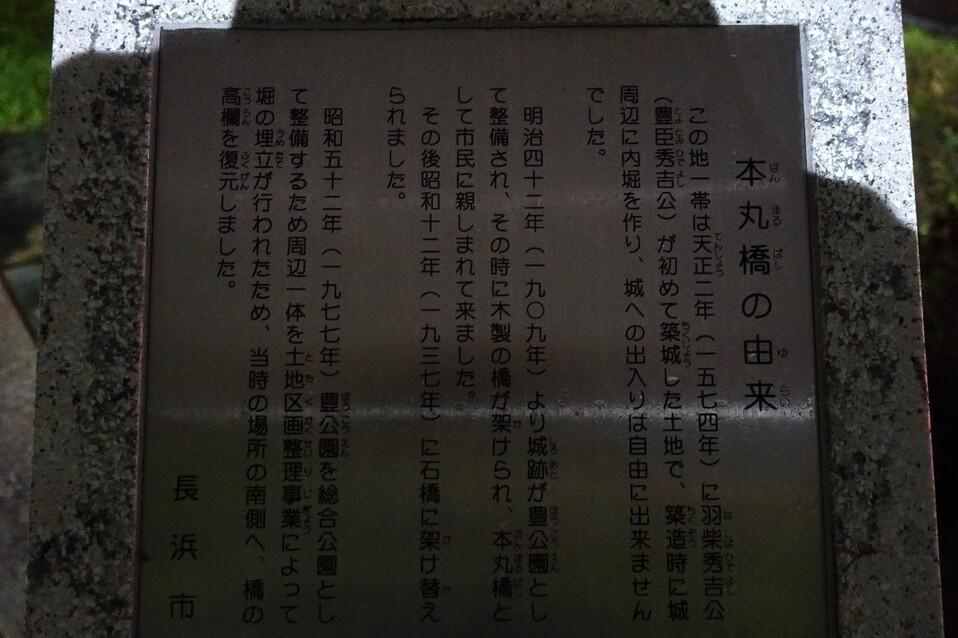 本丸橋の由来
この地一帯は天正二年（一五七四年）に羽柴秀吉公
（豊臣秀吉公）が初めて築城した土地で、築造時に城
周辺に内堀を作り、城への出入りは自由に出来ません
でした。
明治四十二年（一九〇九年）より城跡が豊公園とし
て整備され、その時に木製の橋が架けられ、本丸橋と
して市民に親しまれて来ました。
その後昭和十二年（一九三七年）に石橋に架け替え
られました。
昭和五十二年（一九七七年）豊公園を総合公園とし
て整備するため周辺一体を土地区画整理事業によって
堀の埋立が行われたため、当時の場所の南側へ、橋の
高欄を復元しました。
長浜市